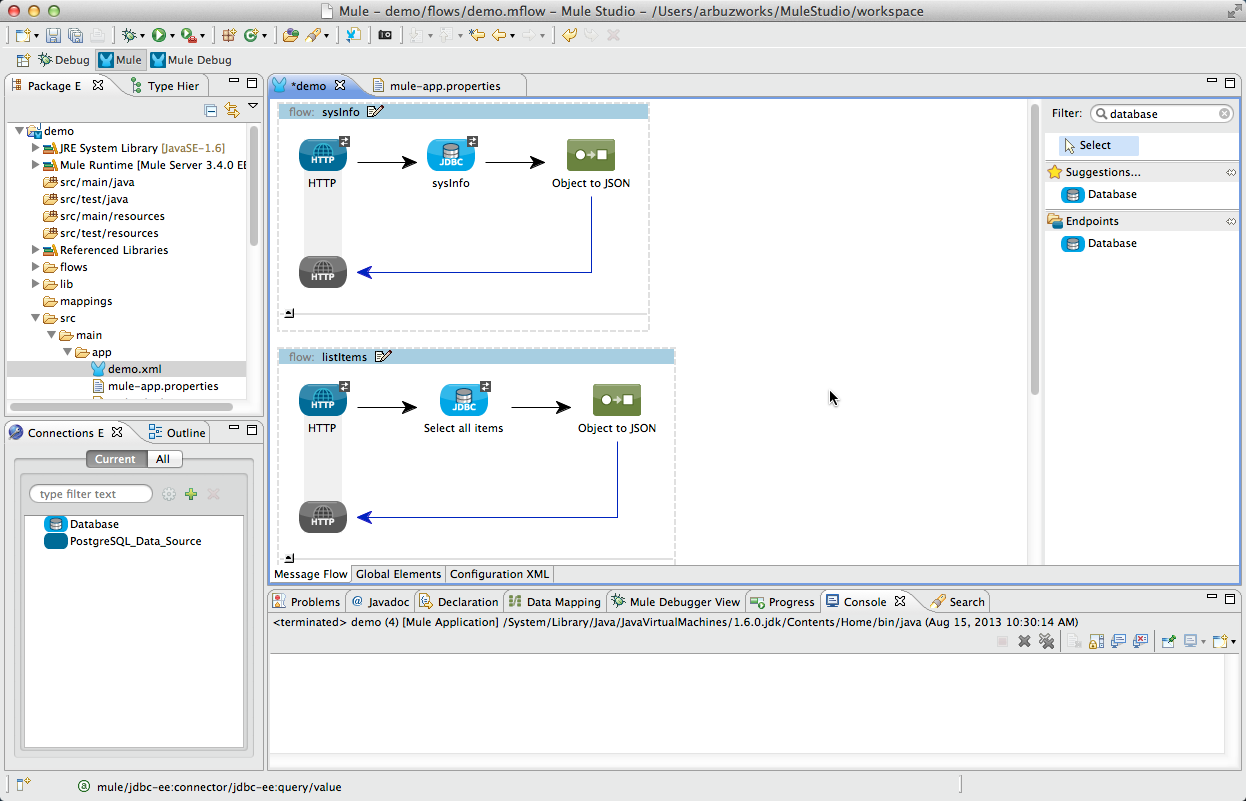 Mule – demo/flows/demo.mflow – Mule Studio – /Users/arbuzworks/MuleStudio/workspace
Debug Mule Mule Debug
Package E Type Hier
demo
JRE System Library [JavaSE-1.6]
Mule Runtime [Mule Server 3.4.0 EE
src/main/java
src/test/java
src/main/resources
src/test/resources
Referenced Libraries
flows
lib
mappings
src
main
app
demo.xml
mule-app.properties
Connections E Outline
Current All
type filter text
Database
PostgreSQL_Data_Source
*demo mule-app.properties
flow: sysInfo
HTTP JDBC
HTTP sysInfo Object to JSON
HTTP
flow: listItems
HTTP JDBC
HTTP Select all items Object to JSON
HTTP
Message Flow Global Elements Configuration XML
Filter: database
Select
Suggestions...
Database
Endpoints
Database
Problems @ Javadoc Declaration Data Mapping Mule Debugger View Progress Console Search
<terminated> demo (4) [Mule Application] /System/Library/Java/JavaVirtualMachines/1.6.0.jdk/Contents/Home/bin/java (Aug 15, 2013 10:30:14 AM)
mule/jdbc-ee:connector/jdbc-ee:query/value